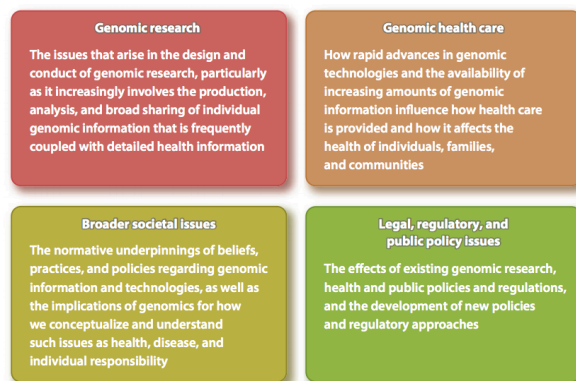 Genomic research
The issues that arise in the design and
conduct of genomic research, particularly
as it increasingly involves the production,
analysis, and broad sharing of individual
genomic information that is frequently
coupled with detailed health information
Genomic health care
How rapid advances in genomic
technologies and the availability of
increasing amounts of genomic
information influence how health care
is provided and how it affects the
health of individuals, families,
and communities
Broader societal issues
The normative underpinnings of beliefs,
practices, and policies regarding genomic
information and technologies, as well as
the implications of genomics for how
we conceptualize and understand
such issues as health, disease, and
individual responsibility
Legal, regulatory, and
public policy issues
The effects of existing genomic research,
health and public policies and regulations,
and the development of new policies
and regulatory approaches